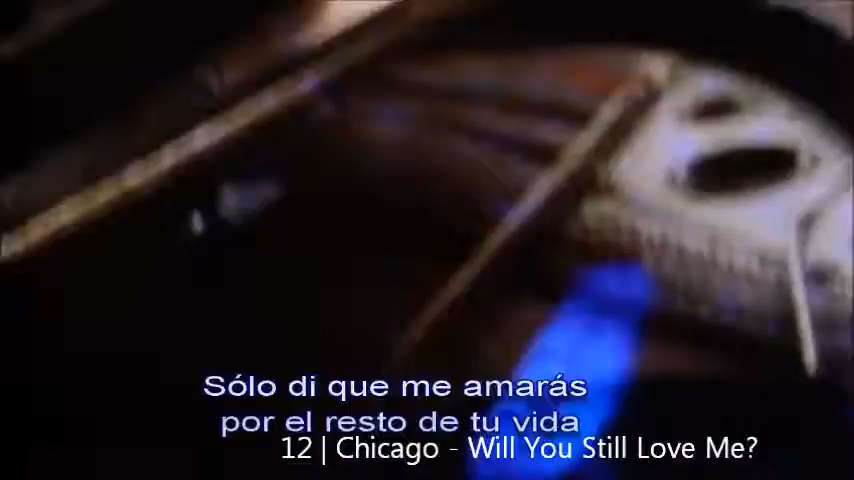 Sólo di que me amarás
por el resto de tu vida
12 | Chicago - Will You Still Love Me?